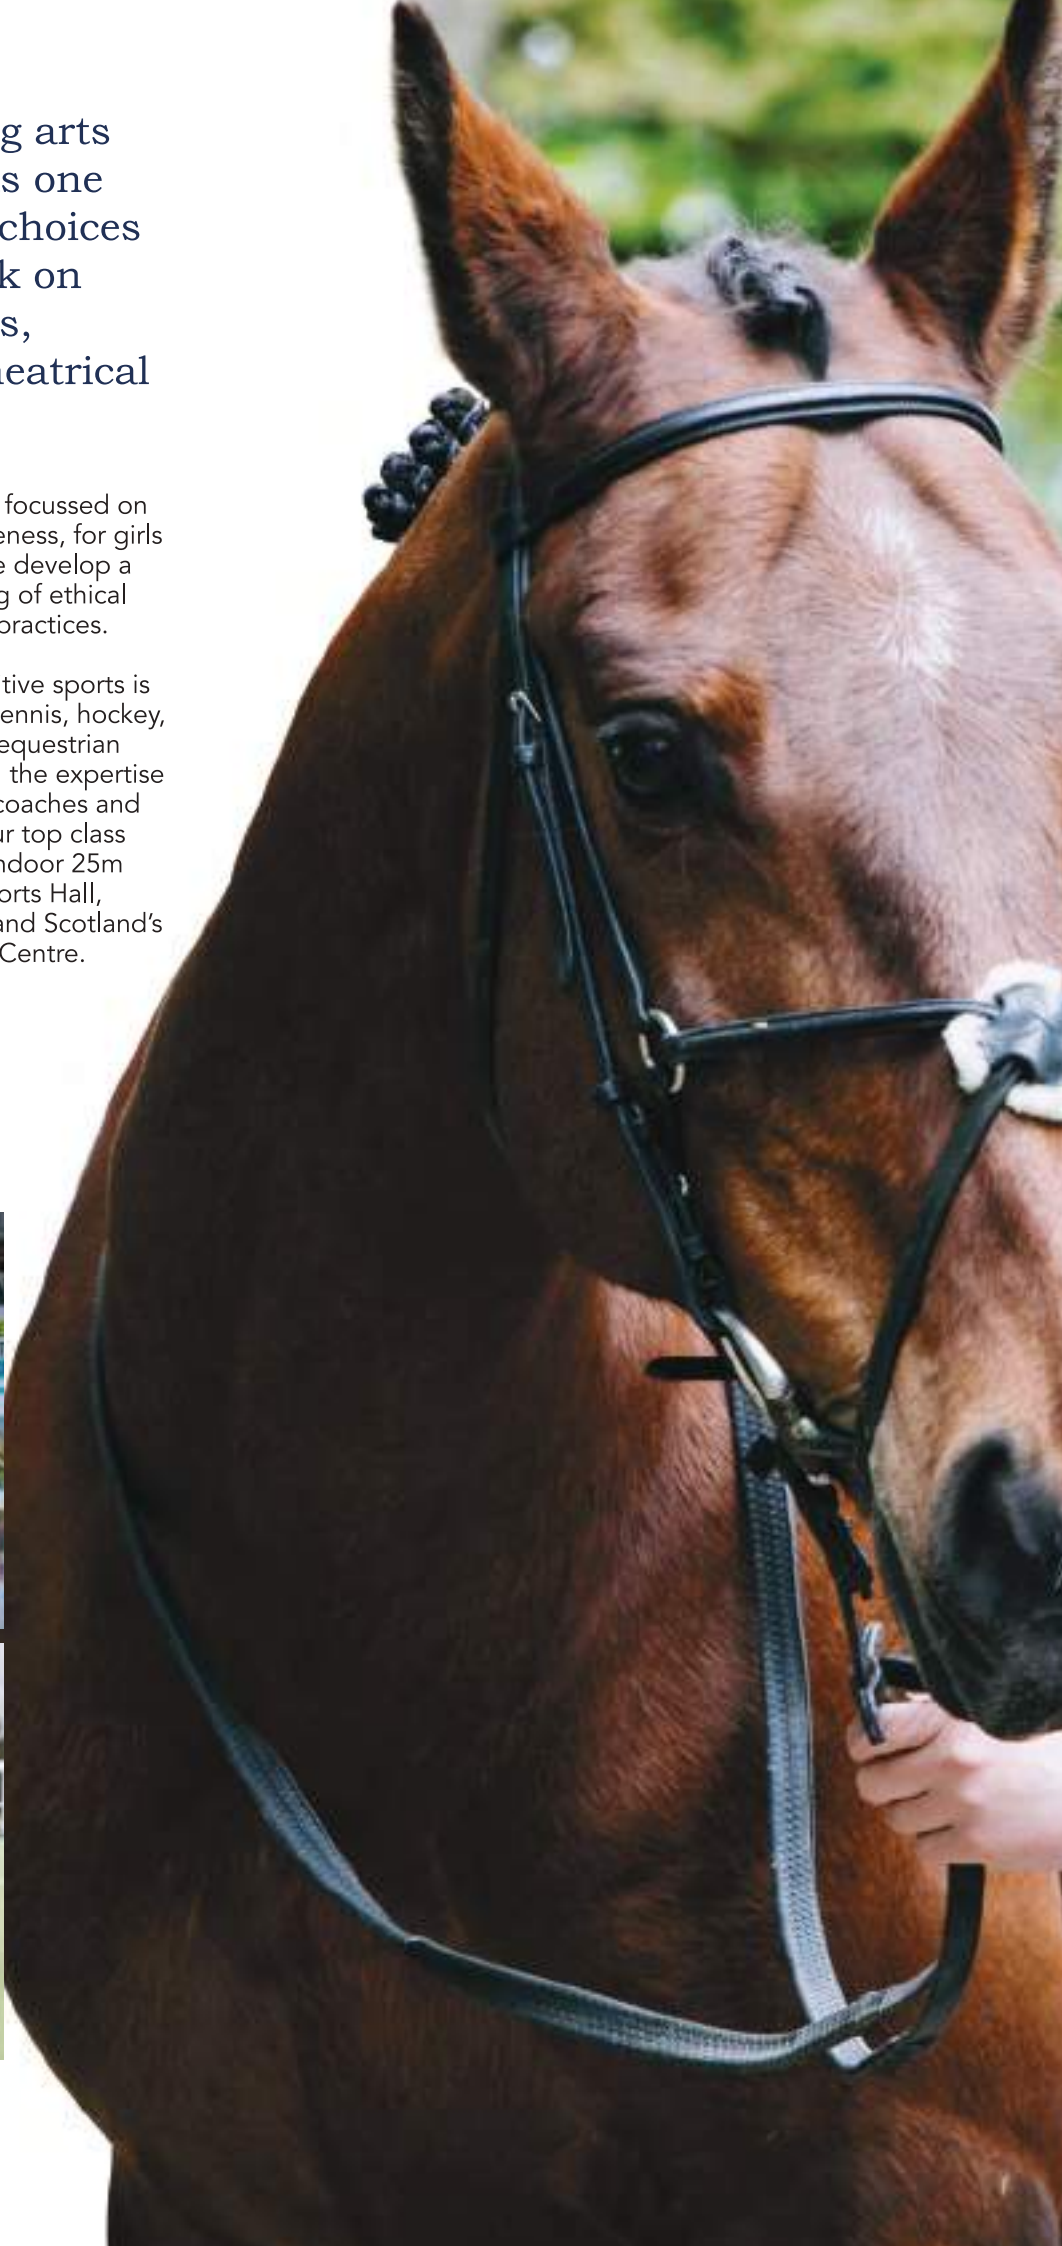 g arts
s one
choices
k on
s,
eatrical
focussed on
eness, for girls
e develop a
g of ethical
practices.
tive sports is
ennis, hockey,
equestrian
the expertise
coaches and
ur top class
ndoor 25m
orts Hall,
and Scotland's
Centre.